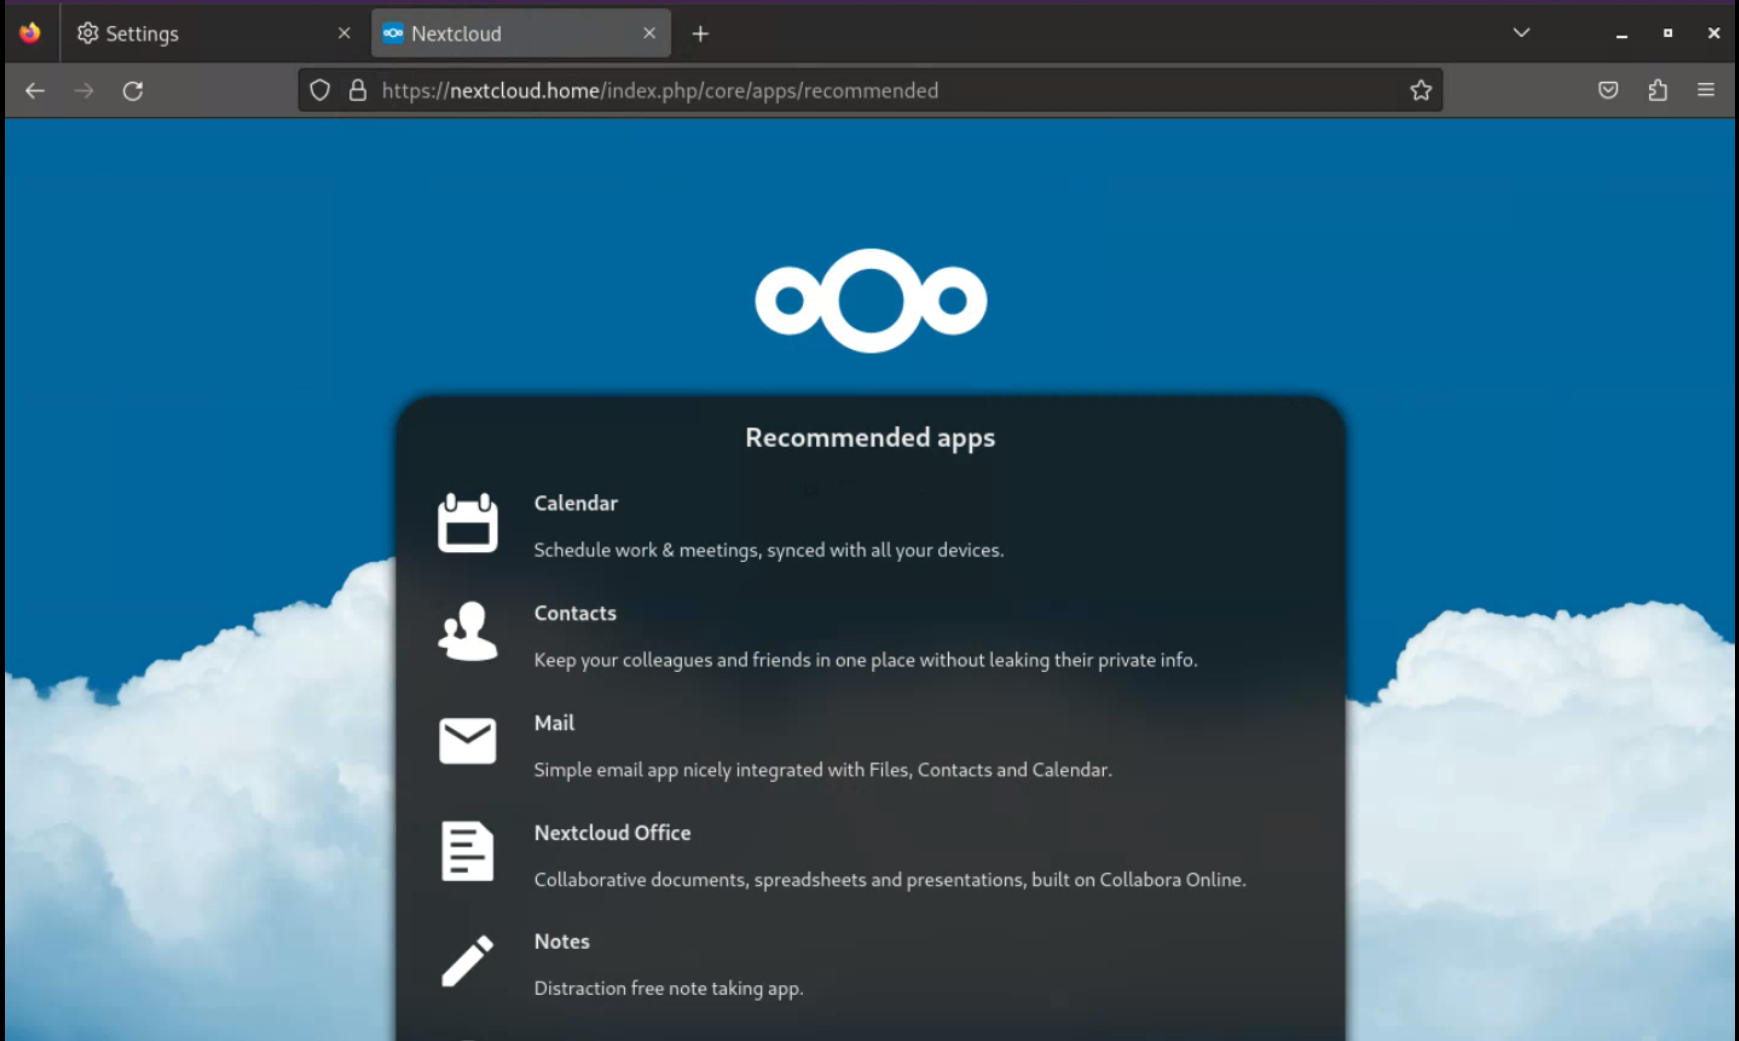 Settings
Nextcloud
https://nextcloud.home/index.php/core/apps/recommended
Recommended apps
Calendar
Schedule work & meetings, synced with all your devices.
Contacts
Keep your colleagues and friends in one place without leaking their private info.
Mail
Simple email app nicely integrated with Files, Contacts and Calendar.
Nextcloud Office
Collaborative documents, spreadsheets and presentations, built on Collabora Online.
Notes
Distraction free note taking app.